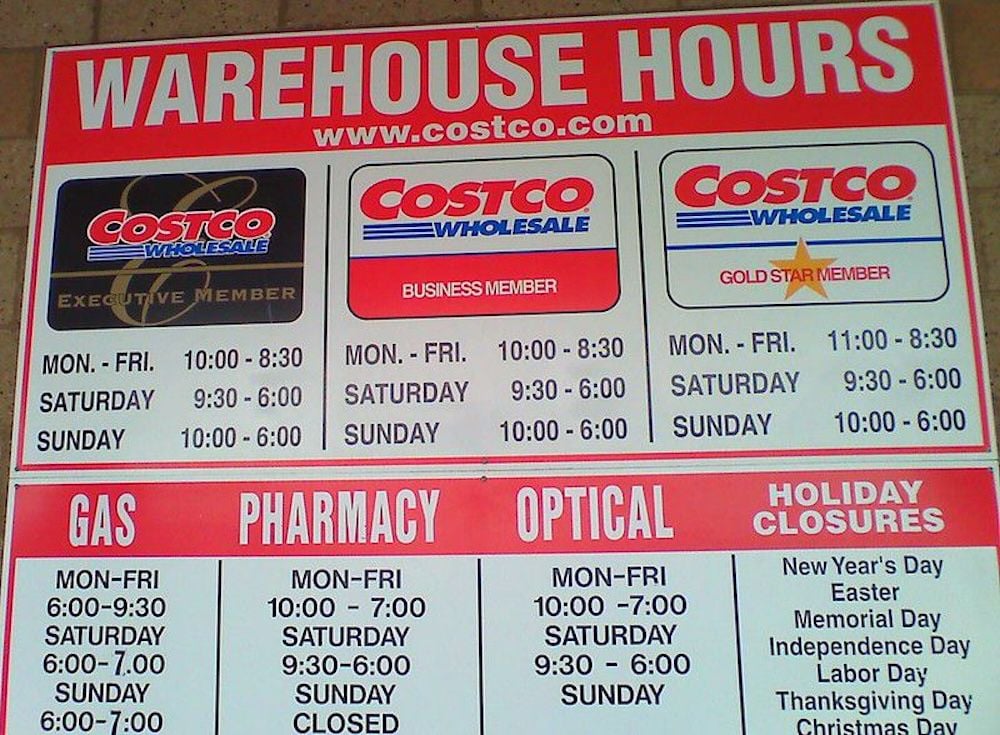 WAREHOUSE HOURS
www.costco.com
COSTCO
WHOLESALE
EXECUTIVE MEMBER
MON. - FRI. 10:00 - 8:30
SATURDAY 9:30 - 6:00
SUNDAY 10:00 - 6:00
COSTCO
WHOLESALE
BUSINESS MEMBER
MON. - FRI. 10:00 - 8:30
SATURDAY 9:30 - 6:00
SUNDAY 10:00 - 6:00
COSTCO
WHOLESALE
GOLD STAR MEMBER
MON. - FRI. 11:00 - 8:30
SATURDAY 9:30 - 6:00
SUNDAY 10:00 - 6:00
GAS
MON-FRI
6:00-9:30
SATURDAY
6:00-7.00
SUNDAY
6:00-7:00
PHARMACY
MON-FRI
10:00 - 7:00
SATURDAY
9:30-6:00
SUNDAY
CLOSED
OPTICAL
MON-FRI
10:00 -7:00
SATURDAY
9:30 - 6:00
SUNDAY
HOLIDAY
CLOSURES
New Year's Day
Easter
Memorial Day
Independence Day
Labor Day
Thanksgiving Day
Christmas Day